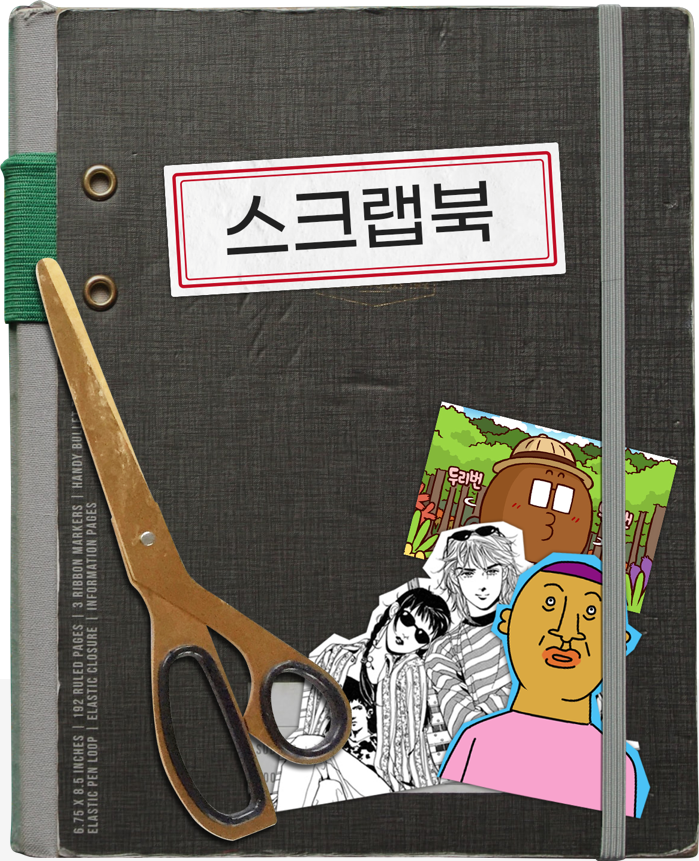 스크랩북
두리번
6.75 X 8.5 INCHES | 192 RULED PAGES | 3 RIBBON MARKERS | HANDY BULLET
ELASTIC PEN LOOP | ELASTIC CLOSURE | INFORMATION PAGES